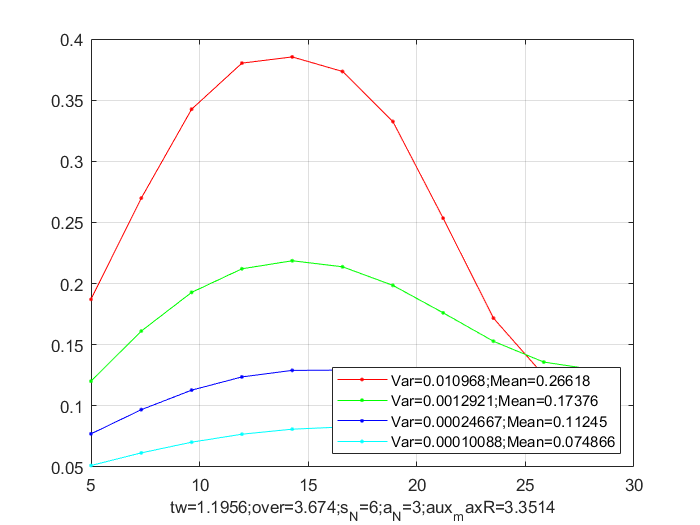 0.4
0.35
0.3
0.25
0.2
0.15
0.1
0.05
Var=0.010968;Mean=0.26618
Var=0.0012921;Mean=0.17376
Var=0.00024667;Mean=0.11245
Var=0.00010088;Mean=0.074866
5 10 15 20 25 30
tw=1.1956;over=3.674;s_N=6;a_N=3;aux_maxR=3.3514